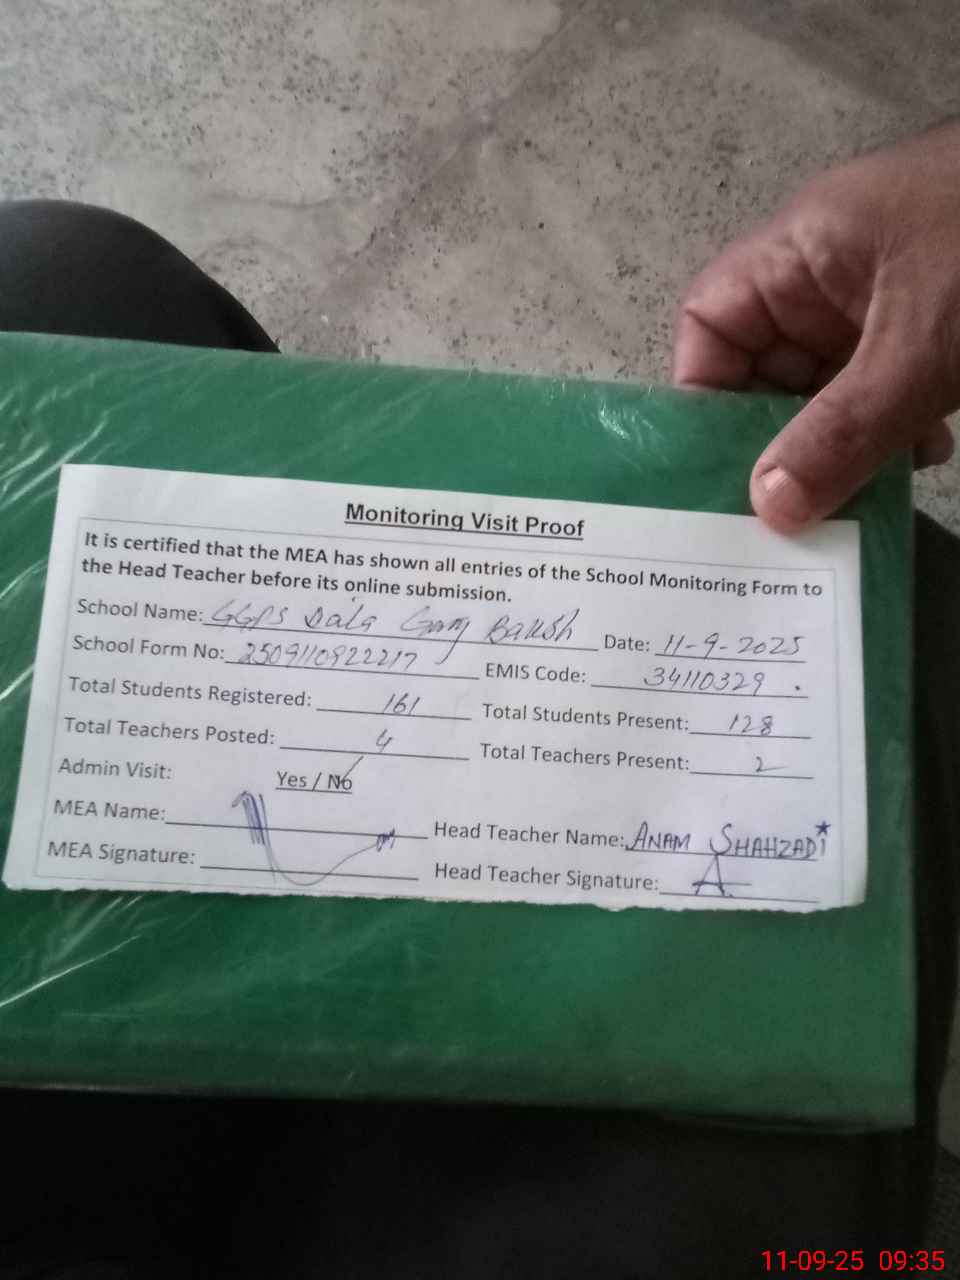 Monitoring Visit Proof
It is certified that the MEA has shown all entries of the School Monitoring Form to
the Head Teacher before its online submission.
School Name: GGPS Dala Bakhsh Date: 11-9-2025
School Form No: 2509110922217 EMIS Code: 34110329
Total Students Registered: 161 Total Students Present: 128
Total Teachers Posted: 4 Total Teachers Present: 2
Admin Visit: Yes / No
MEA Name: Head Teacher Name: ANAM SHAHZADI
MEA Signature: Head Teacher Signature: A.
11-09-25 09:35